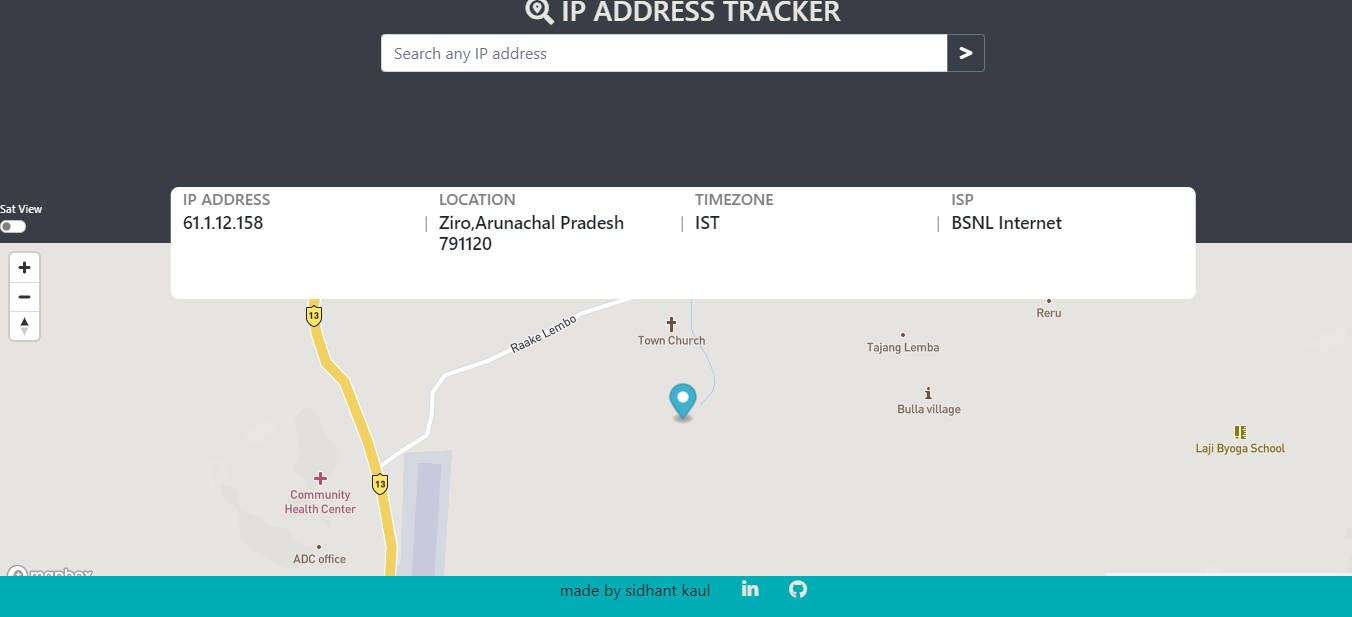 IP ADDRESS TRACKER
Search any IP address
>
Sat View
IP ADDRESS
61.1.12.158
|
LOCATION
Ziro,Arunachal Pradesh
791120
|
TIMEZONE
IST
|
ISP
BSNL Internet
13
Raake Lembo
Town Church
Reru
Tajang Lemba
Bulla village
Laji Byoga School
13
Community
Health Center
ADC office
mapbox
made by sidhant kaul
in